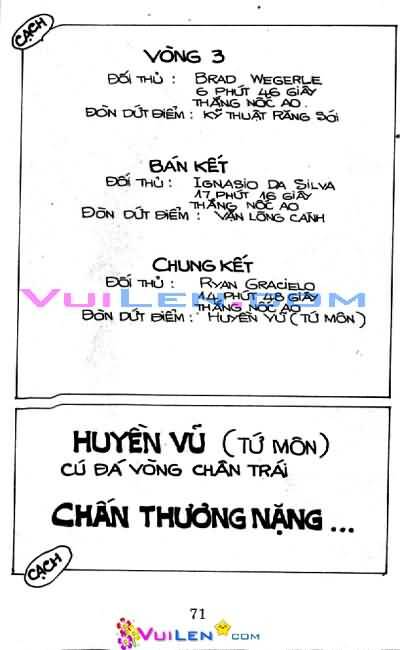 CẠCH
VÒNG 3
ĐỐI THỦ : BRAD WEGERLE
6 PHÚT 46 GIÂY
THẮNG NỐC AO.
ĐÒN DỨT ĐIỂM : KỸ THUẬT RĂNG SÓI
BÁN KẾT
ĐỐI THỦ : IGNASIO DA SILVA
17 PHÚT 16 GIÂY
THẮNG NỐC AO
ĐÒN DỨT ĐIỂM : VẶN LÔNG CÁNH
CHUNG KẾT
ĐỐI THỦ : RYAN GRACIELO
14 PHÚT 48 GIÂY
THẮNG NỐC AO
ĐÒN DỨT ĐIỂM : HUYỀN VŨ (TỨ MÔN)
VUILEN.COM
HUYỀN VŨ (TỨ MÔN)
CÚ ĐÁ VÒNG CHÂN TRÁI
CHẤN THƯƠNG NẶNG ...
CẠCH
71
VUILEN.COM